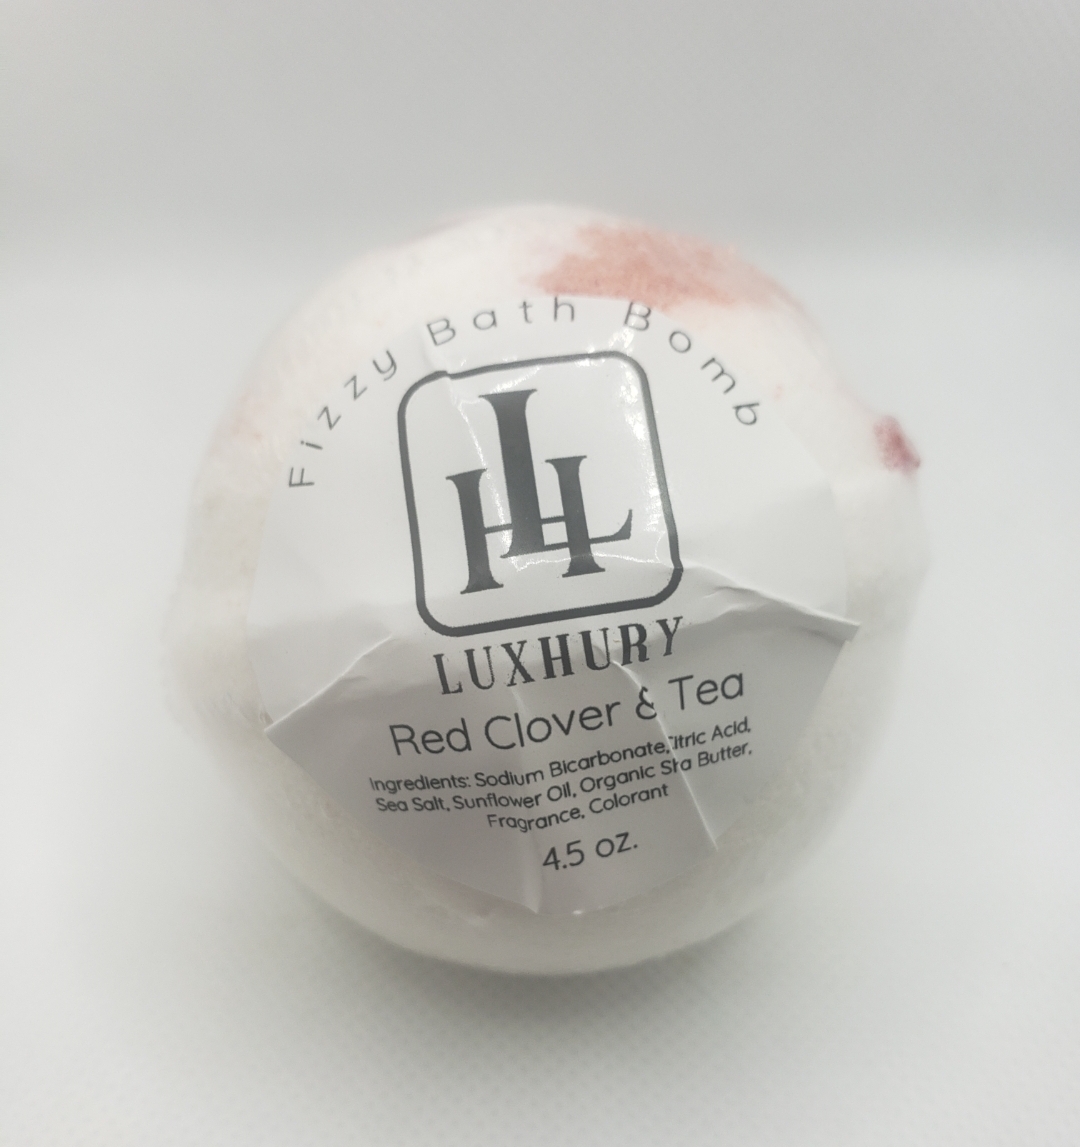 Fizzy Bath Bomb
LUXHURY
Red Clover & Tea
Ingredients: Sodium Bicarbonate, Citric Acid,
Sea Salt, Sunflower Oil, Organic Shea Butter,
Fragrance, Colorant
4.5 oz.